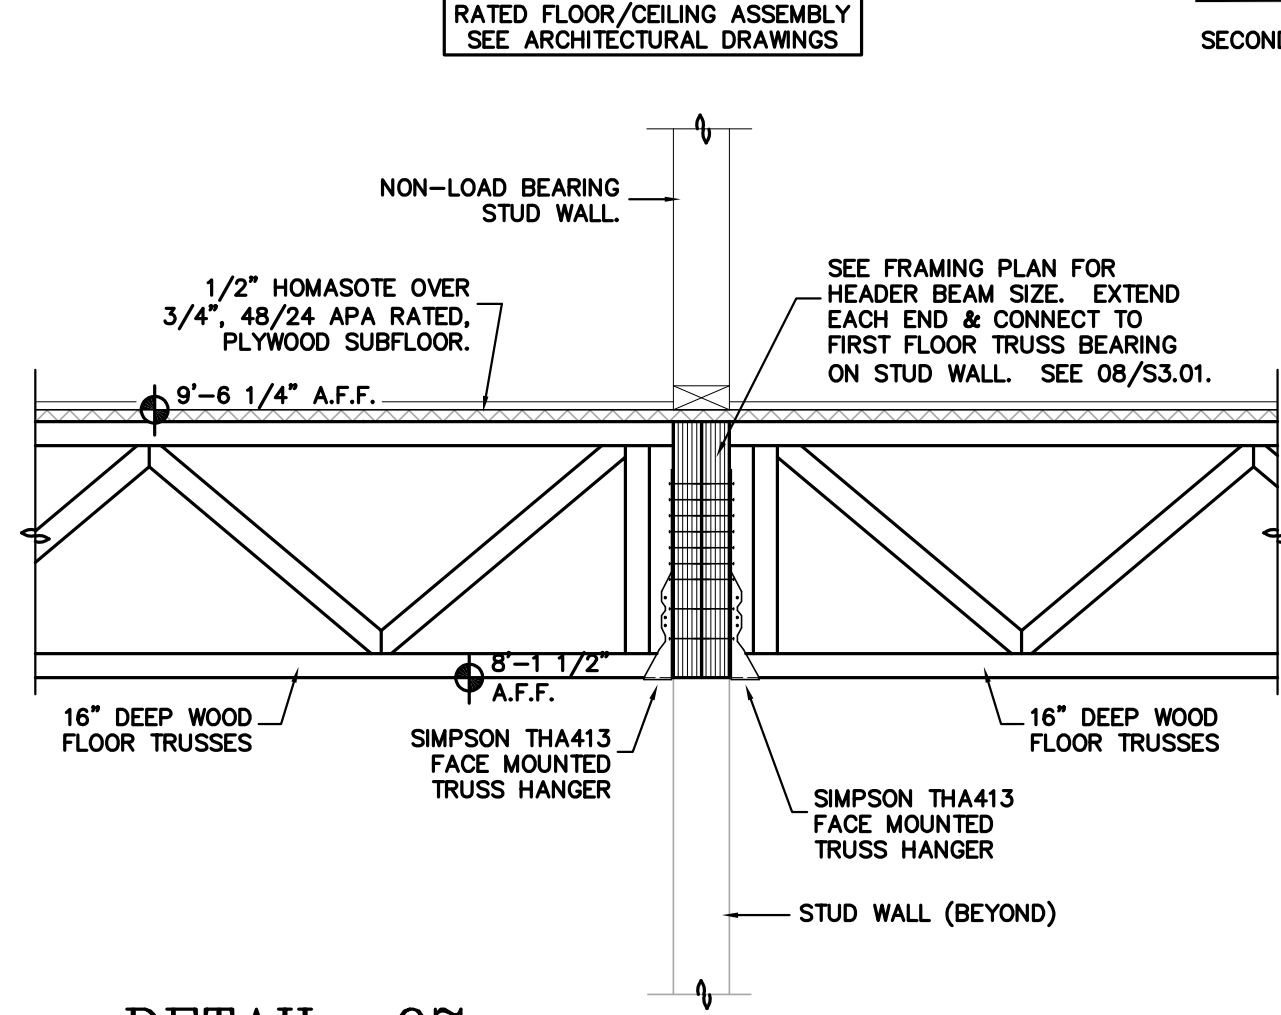 RATED FLOOR/CEILING ASSEMBLY
SEE ARCHITECTURAL DRAWINGS
NON-LOAD BEARING
STUD WALL.
1/2" HOMASOTE OVER
3/4", 48/24 APA RATED,
PLYWOOD SUBFLOOR.
SEE FRAMING PLAN FOR
HEADER BEAM SIZE. EXTEND
EACH END & CONNECT TO
FIRST FLOOR TRUSS BEARING
ON STUD WALL. SEE 08/S3.01.
9'-6 1/4" A.F.F.
8'-1 1/2"
A.F.F.
16" DEEP WOOD
FLOOR TRUSSES
SIMPSON THA413
FACE MOUNTED
TRUSS HANGER
16" DEEP WOOD
FLOOR TRUSSES
SIMPSON THA413
FACE MOUNTED
TRUSS HANGER
STUD WALL (BEYOND)